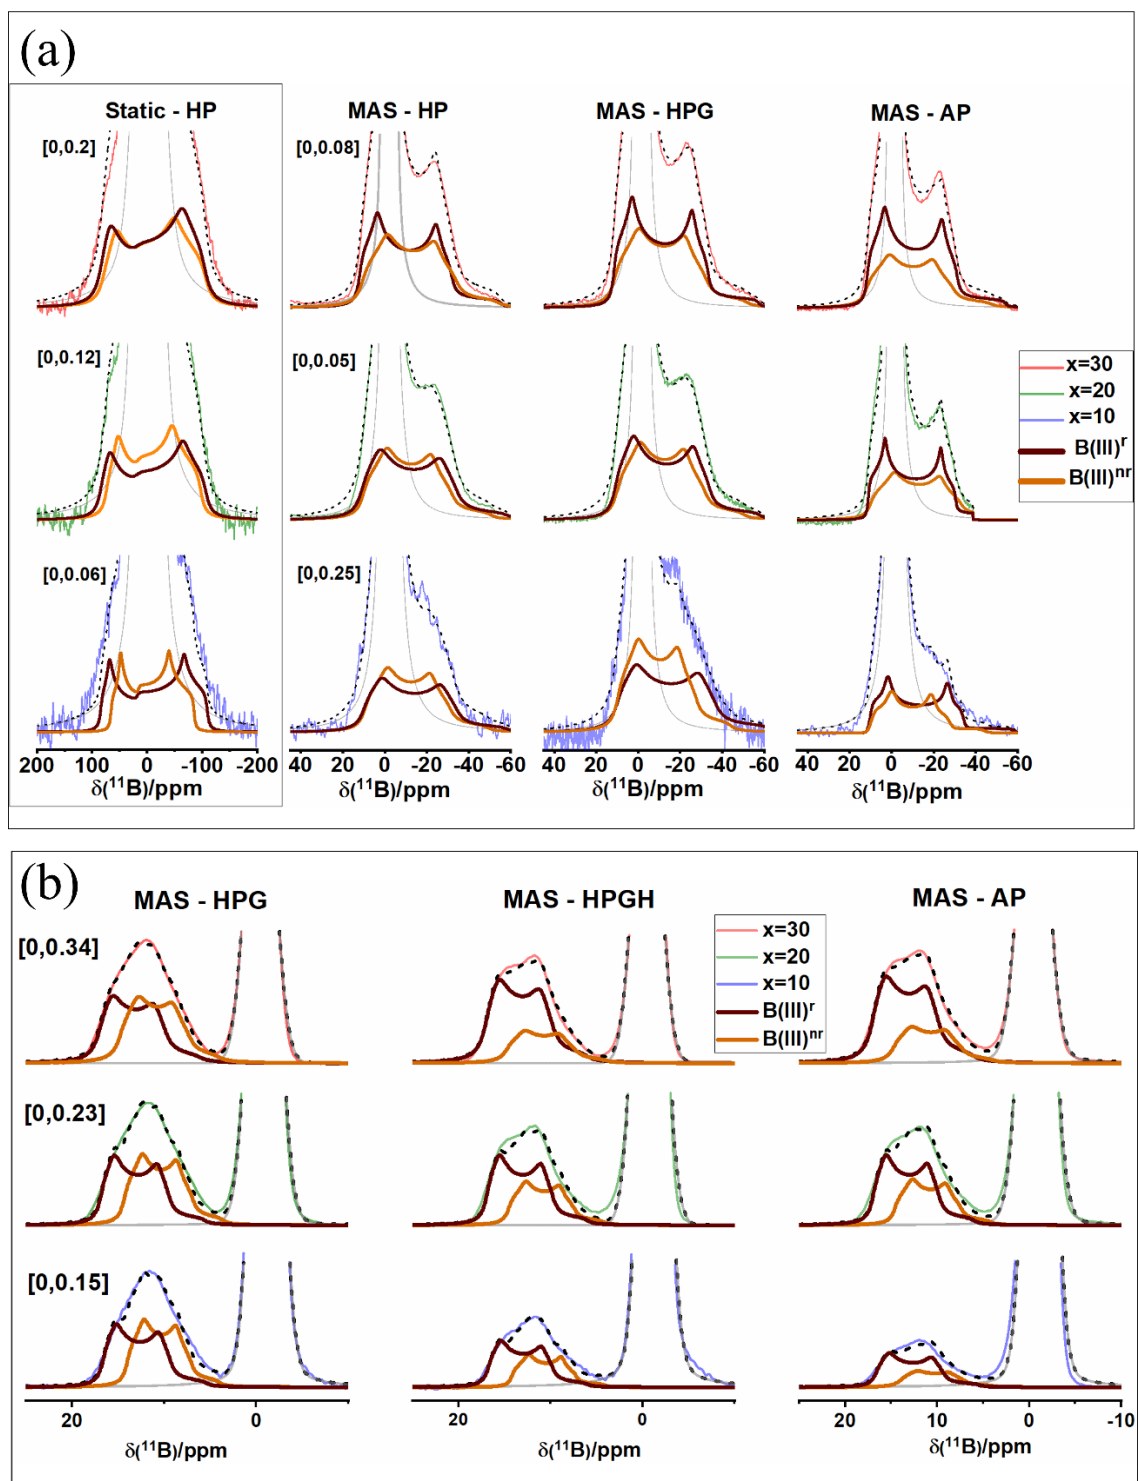 (a)
Static - HP MAS - HP MAS - HPG MAS - AP
[0,0.2] [0,0.08]
[0,0.12] [0,0.05]
x=30
x=20
x=10
B(III)ʳ
B(III)ⁿʳ
[0,0.06] [0,0.25]
200 100 0 -100 -200 40 20 0 -20 -40 -60 40 20 0 -20 -40 -60 40 20 0 -20 -40 -60
δ(¹¹B)/ppm δ(¹¹B)/ppm δ(¹¹B)/ppm δ(¹¹B)/ppm
(b)
MAS - HPG MAS - HPGH MAS - AP
[0,0.34]
x=30
x=20
x=10
B(III)ʳ
B(III)ⁿʳ
[0,0.23]
[0,0.15]
20 0 20 0 20 10 0 -10
δ(¹¹B)/ppm δ(¹¹B)/ppm δ(¹¹B)/ppm